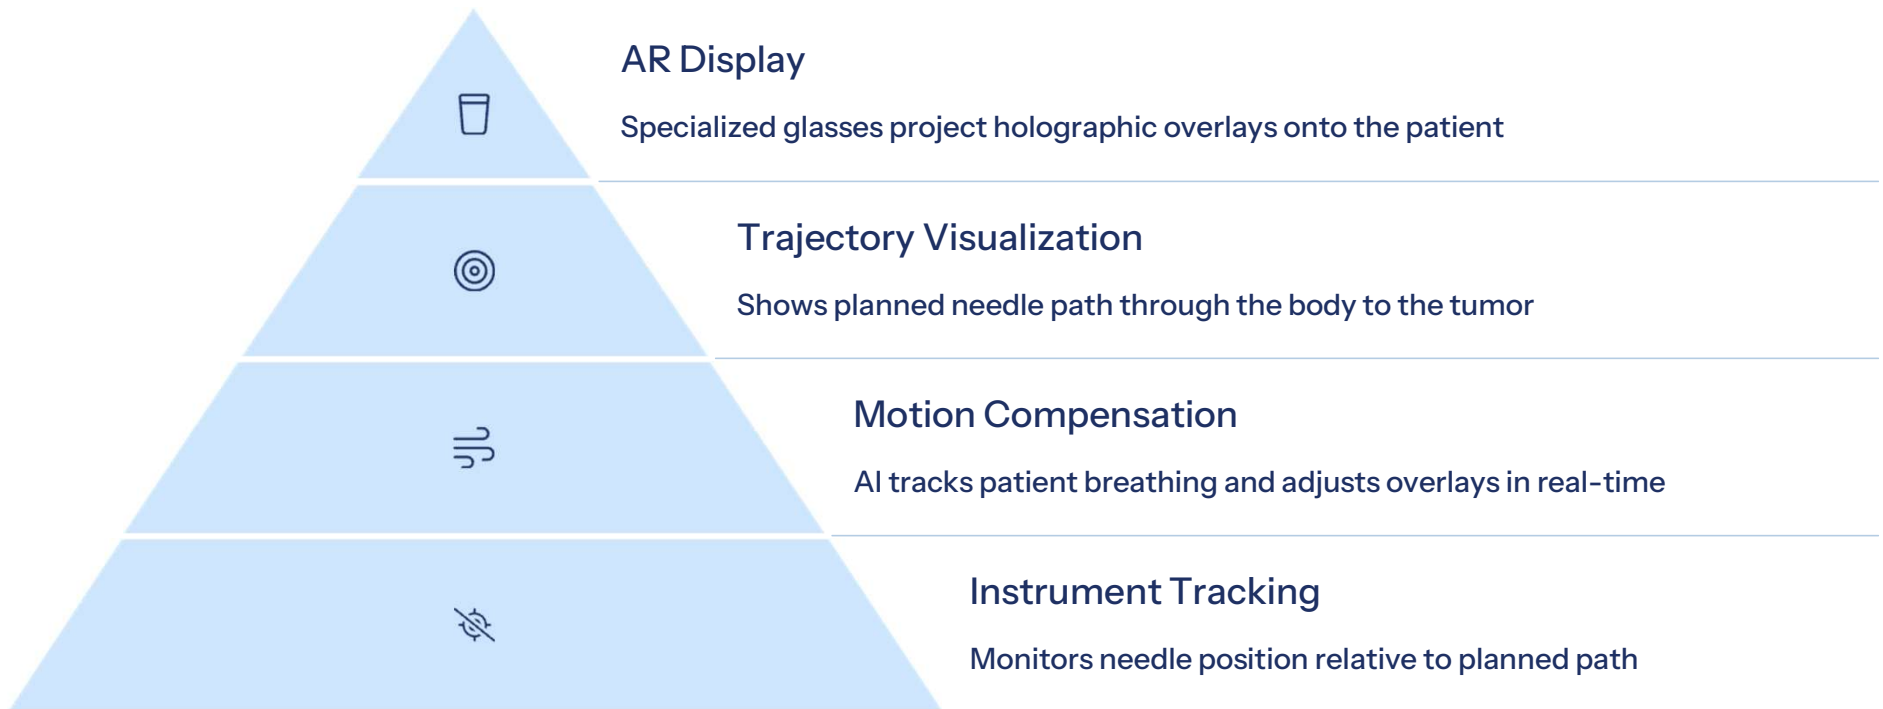 AR Display
Specialized glasses project holographic overlays onto the patient
Trajectory Visualization
Shows planned needle path through the body to the tumor
Motion Compensation
AI tracks patient breathing and adjusts overlays in real-time
Instrument Tracking
Monitors needle position relative to planned path